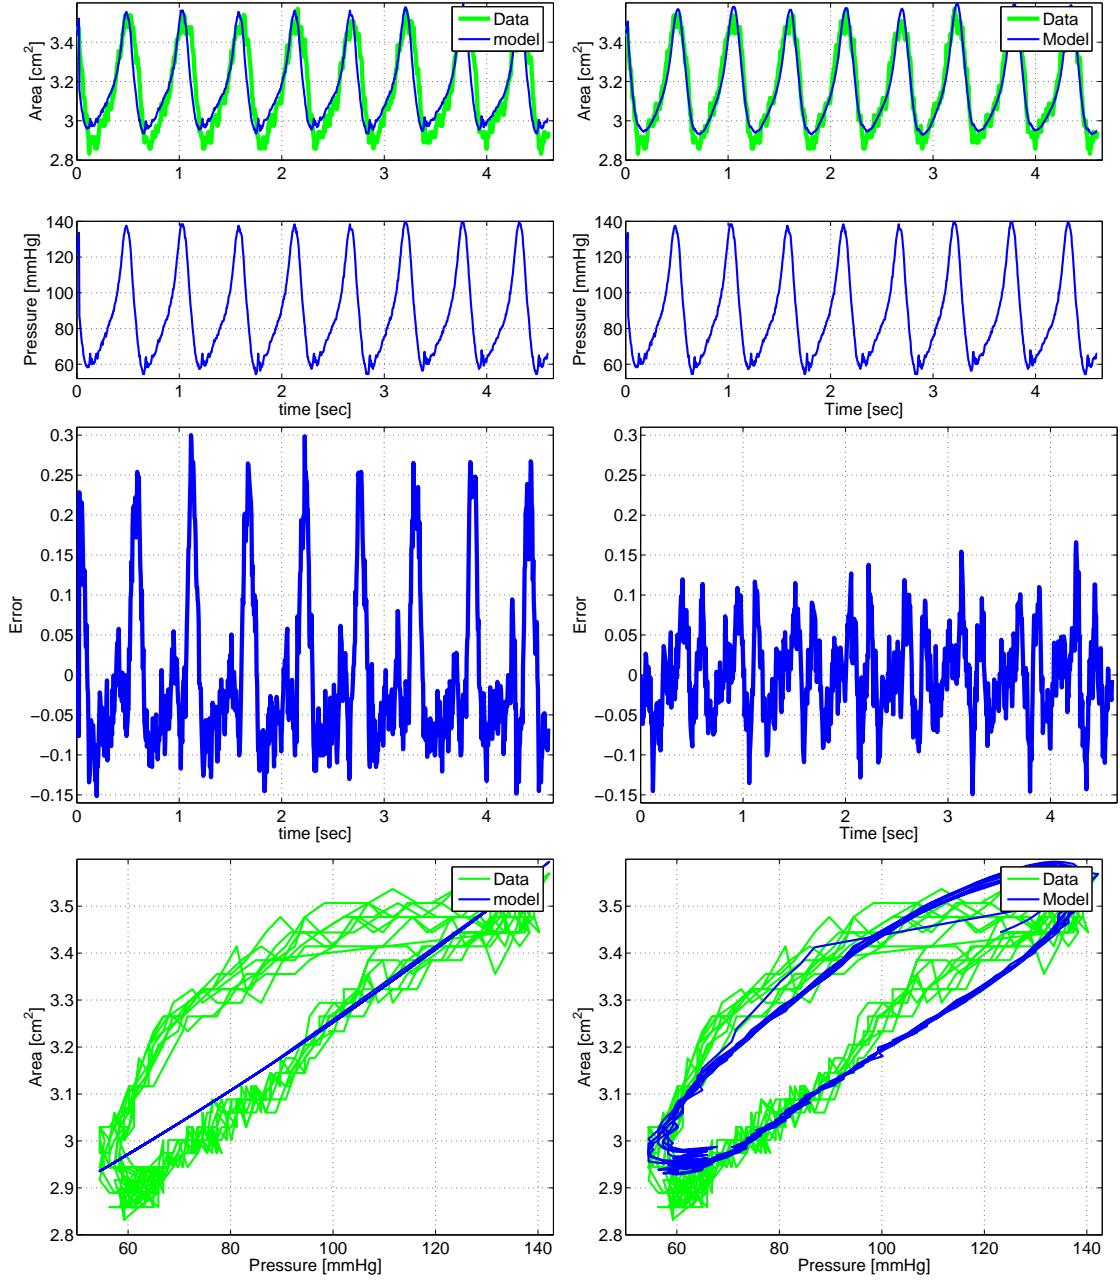 Data
model
Area [cm²]
3.4
3.2
3
2.8
0 1 2 3 4
Data
Model
Area [cm²]
3.4
3.2
3
2.8
0 1 2 3 4
Pressure [mmHg]
140
120
100
80
60
0 1 2 3 4
time [sec]
Pressure [mmHg]
140
120
100
80
60
0 1 2 3 4
Time [sec]
Error
0.3
0.25
0.2
0.15
0.1
0.05
0
−0.05
−0.1
−0.15
0 1 2 3 4
time [sec]
Error
0.3
0.25
0.2
0.15
0.1
0.05
0
−0.05
−0.1
−0.15
0 1 2 3 4
Time [sec]
Data
model
Area [cm²]
3.5
3.4
3.3
3.2
3.1
3
2.9
2.8
60 80 100 120 140
Pressure [mmHg]
Data
Model
Area [cm²]
3.5
3.4
3.3
3.2
3.1
3
2.9
2.8
60 80 100 120 140
Pressure [mmHg]